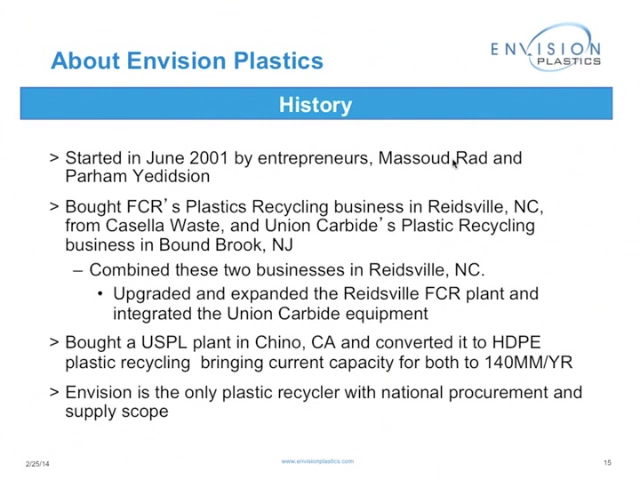 About Envision Plastics
ENVISION
PLASTICS
History
> Started in June 2001 by entrepreneurs, Massoud Rad and
Parham Yedidsion
> Bought FCR’s Plastics Recycling business in Reidsville, NC,
from Casella Waste, and Union Carbide’s Plastic Recycling
business in Bound Brook, NJ
– Combined these two businesses in Reidsville, NC.
• Upgraded and expanded the Reidsville FCR plant and
integrated the Union Carbide equipment
> Bought a USPL plant in Chino, CA and converted it to HDPE
plastic recycling bringing current capacity for both to 140MM/YR
> Envision is the only plastic recycler with national procurement and
supply scope
2/25/14
www.envisionplastics.com
15